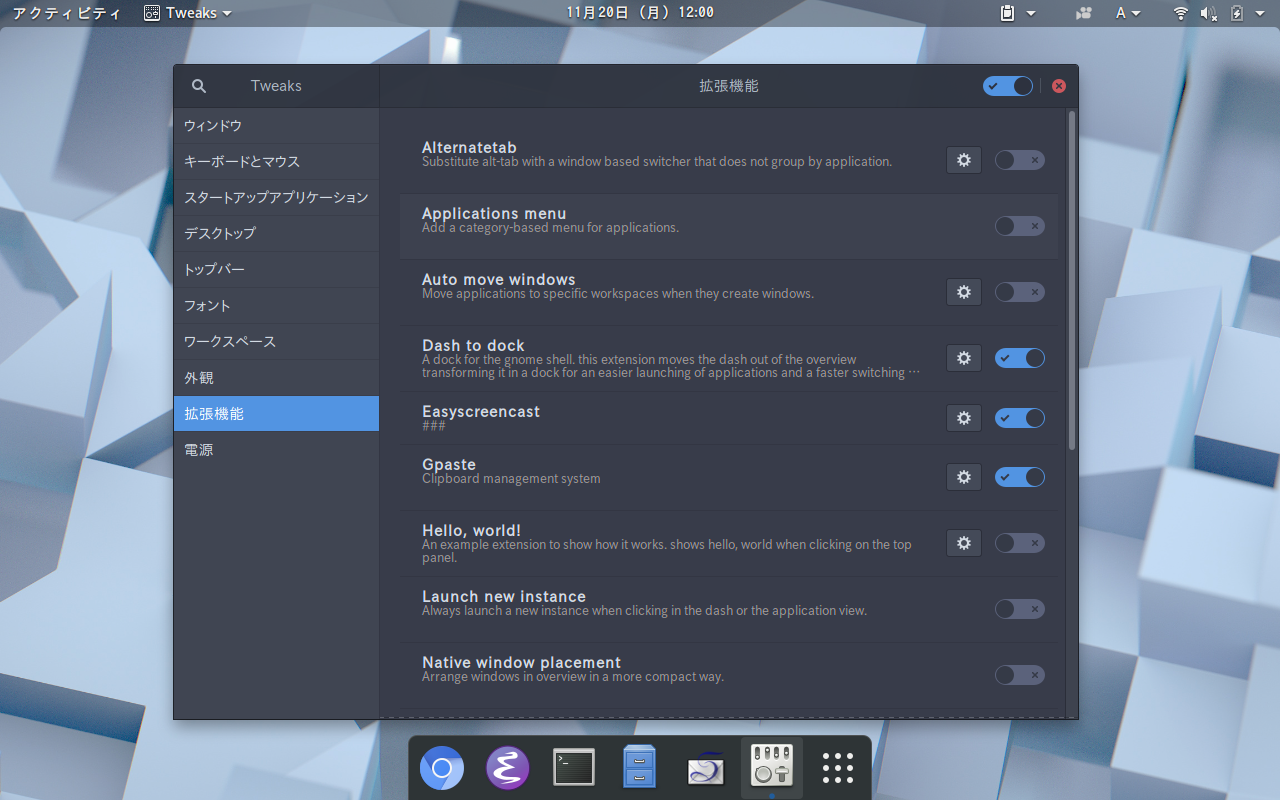 アクティビティ Tweaks 11月20日 (月) 12:00 A
Tweaks 拡張機能
ウィンドウ
キーボードとマウス
スタートアップアプリケーション
デスクトップ
トップバー
フォント
ワークスペース
外観
拡張機能
電源
Alternatetab
Substitute alt-tab with a window based switcher that does not group by application.
Applications menu
Add a category-based menu for applications.
Auto move windows
Move applications to specific workspaces when they create windows.
Dash to dock
A dock for the gnome shell. this extension moves the dash out of the overview
transforming it in a dock for an easier launching of applications and a faster switching …
Easyscreencast
###
Gpaste
Clipboard management system
Hello, world!
An example extension to show how it works. shows hello, world when clicking on the top
panel.
Launch new instance
Always launch a new instance when clicking in the dash or the application view.
Native window placement
Arrange windows in overview in a more compact way.